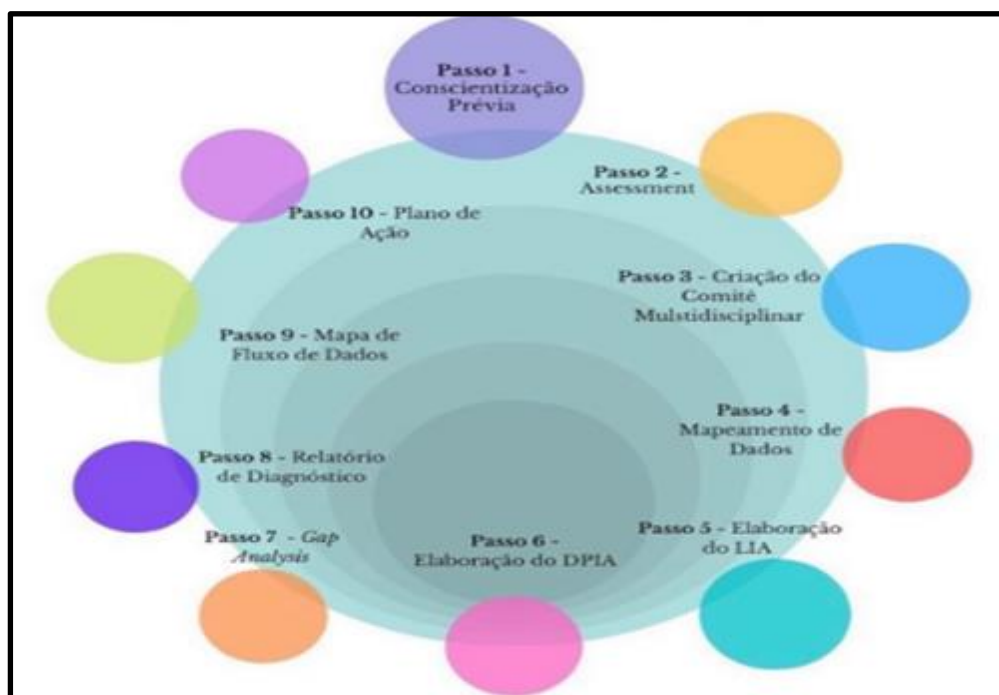 Passo 1 -
Conscientização
Prévia
Passo 2 -
Assessment
Passo 3 - Criação do
Comitê
Mulstidisciplinar
Passo 4 -
Mapeamento de
Dados
Passo 5 - Elaboração
do LIA
Passo 6 -
Elaboração do DPIA
Passo 7 - Gap
Analysis
Passo 8 - Relatório
de Diagnóstico
Passo 9 - Mapa de
Fluxo de Dados
Passo 10 - Plano de
Ação